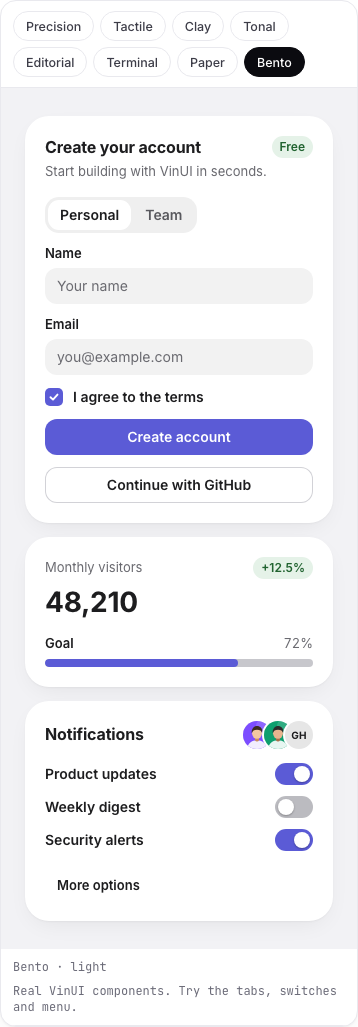 Precision Tactile Clay Tonal
Editorial Terminal Paper Bento
Create your account Free
Start building with VinUI in seconds.
Personal Team
Name
Your name
Email
you@example.com
I agree to the terms
Create account
Continue with GitHub
Monthly visitors +12.5%
48,210
Goal 72%
Notifications GH
Product updates
Weekly digest
Security alerts
More options
Bento · light
Real VinUI components. Try the tabs, switches
and menu.